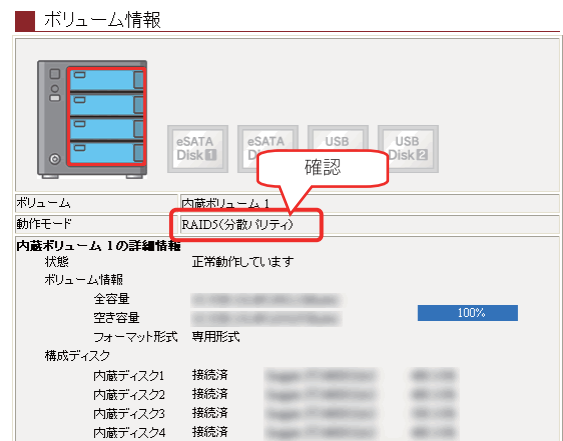 ボリューム情報
eSATA eSATA USB USB
Disk1 Disk2
確認
ボリューム 内蔵ボリューム 1
動作モード RAID5(分散パリティ)
内蔵ボリューム 1の詳細情報
状態 正常動作しています
ボリューム情報
全容量
空き容量 100%
フォーマット形式 専用形式
構成ディスク
内蔵ディスク1 接続済
内蔵ディスク2 接続済
内蔵ディスク3 接続済
内蔵ディスク4 接続済